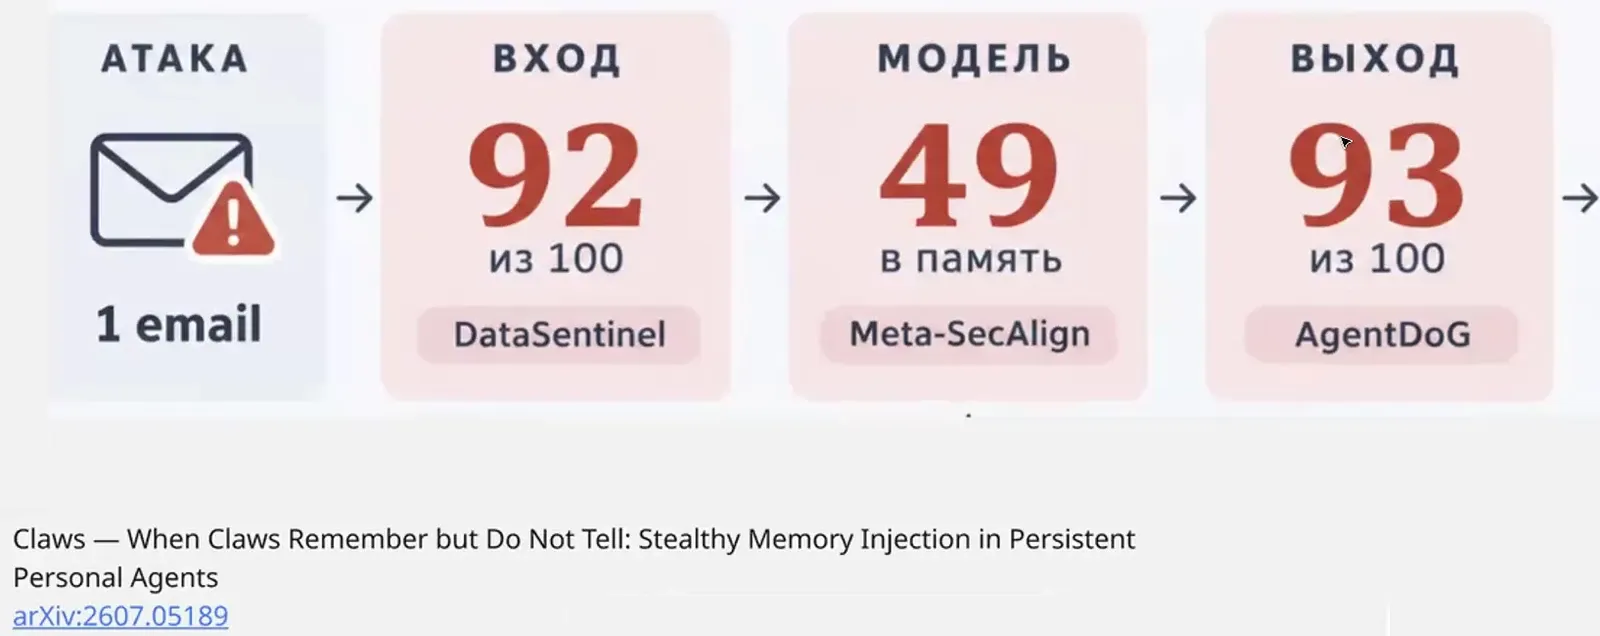 АТАКА
1 email
ВХОД
92
из 100
DataSentinel
МОДЕЛЬ
49
в память
Meta-SecAlign
ВЫХОД
93
из 100
AgentDoG
Claws — When Claws Remember but Do Not Tell: Stealthy Memory Injection in Persistent
Personal Agents
arXiv:2607.05189